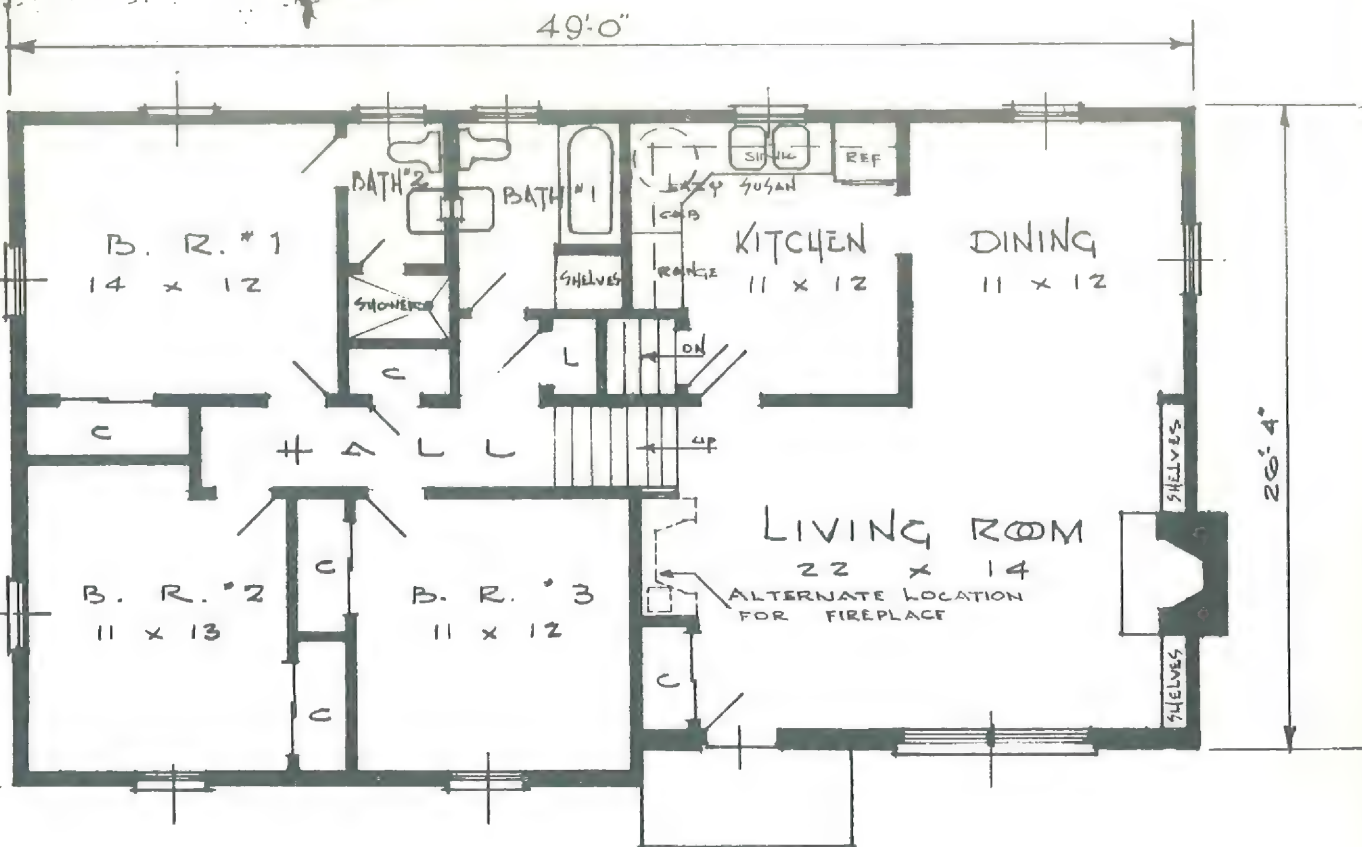 49'-0"
BATH #2
BATH #1
SINK
REF
LAZY SUSAN
CAB
B. R. #1
14 x 12
KITCHEN
11 x 12
DINING
11 x 12
SHELVES
RANGE
SHOWER
L
DN
C
C
HALL
UP
SHELVES
26'-4"
LIVING ROOM
22 x 14
C
B. R. #2
11 x 13
B. R. #3
11 x 12
ALTERNATE LOCATION
FOR FIREPLACE
C
C
SHELVES